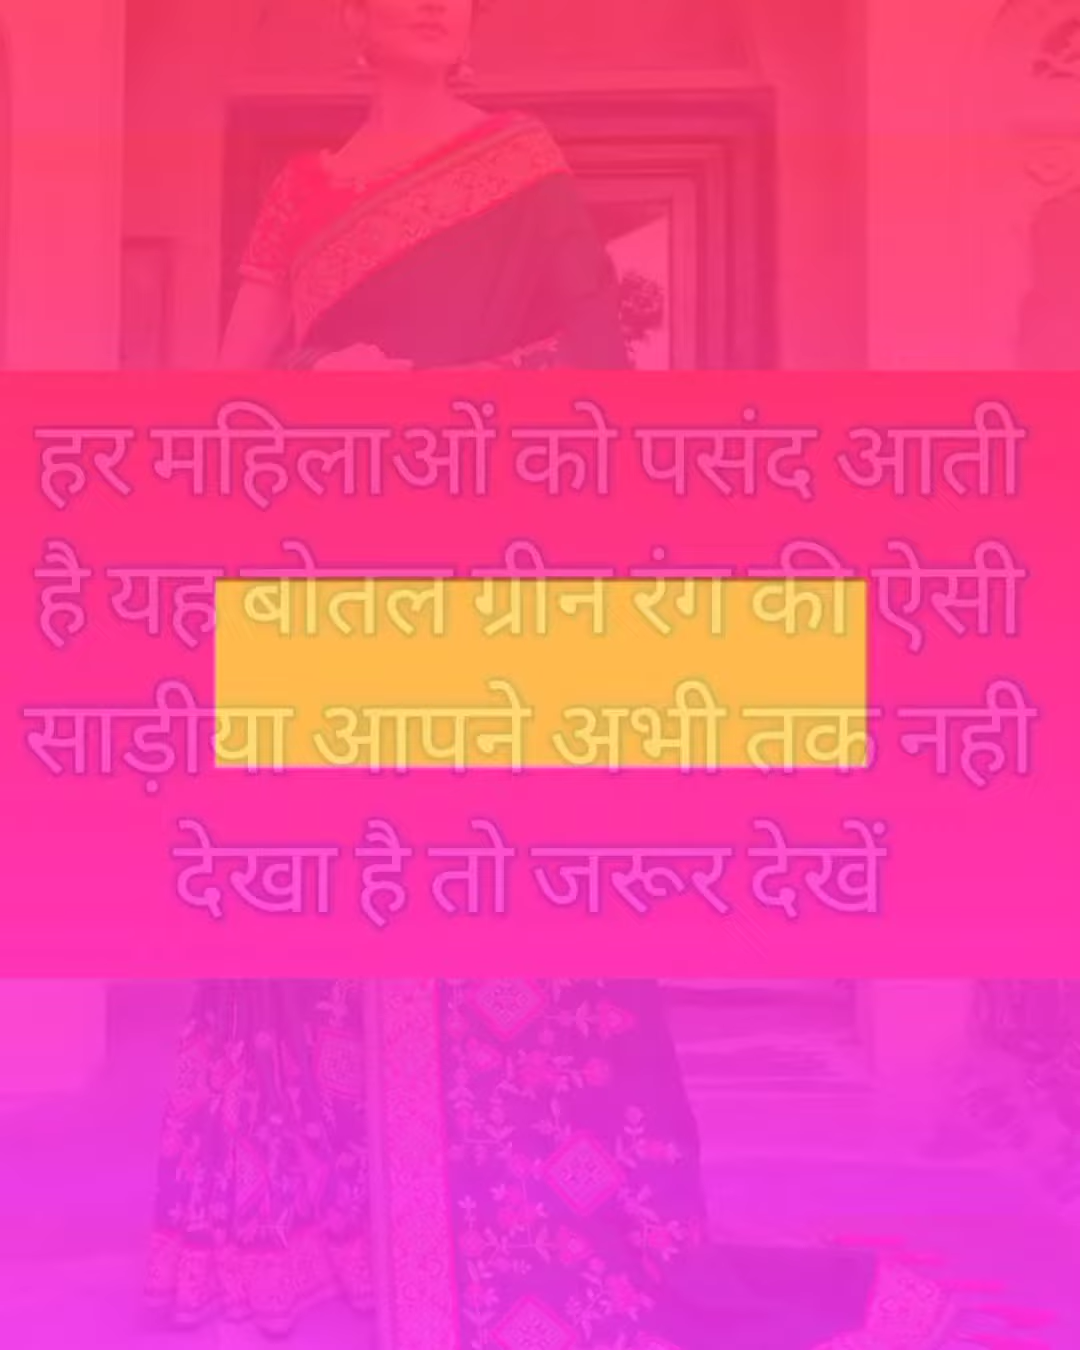 हर महिलाओं को पसंद आती
है यह बोतल ग्रीन रंग की ऐसी
साड़ीया आपने अभी तक नही
देखा है तो जरूर देखें